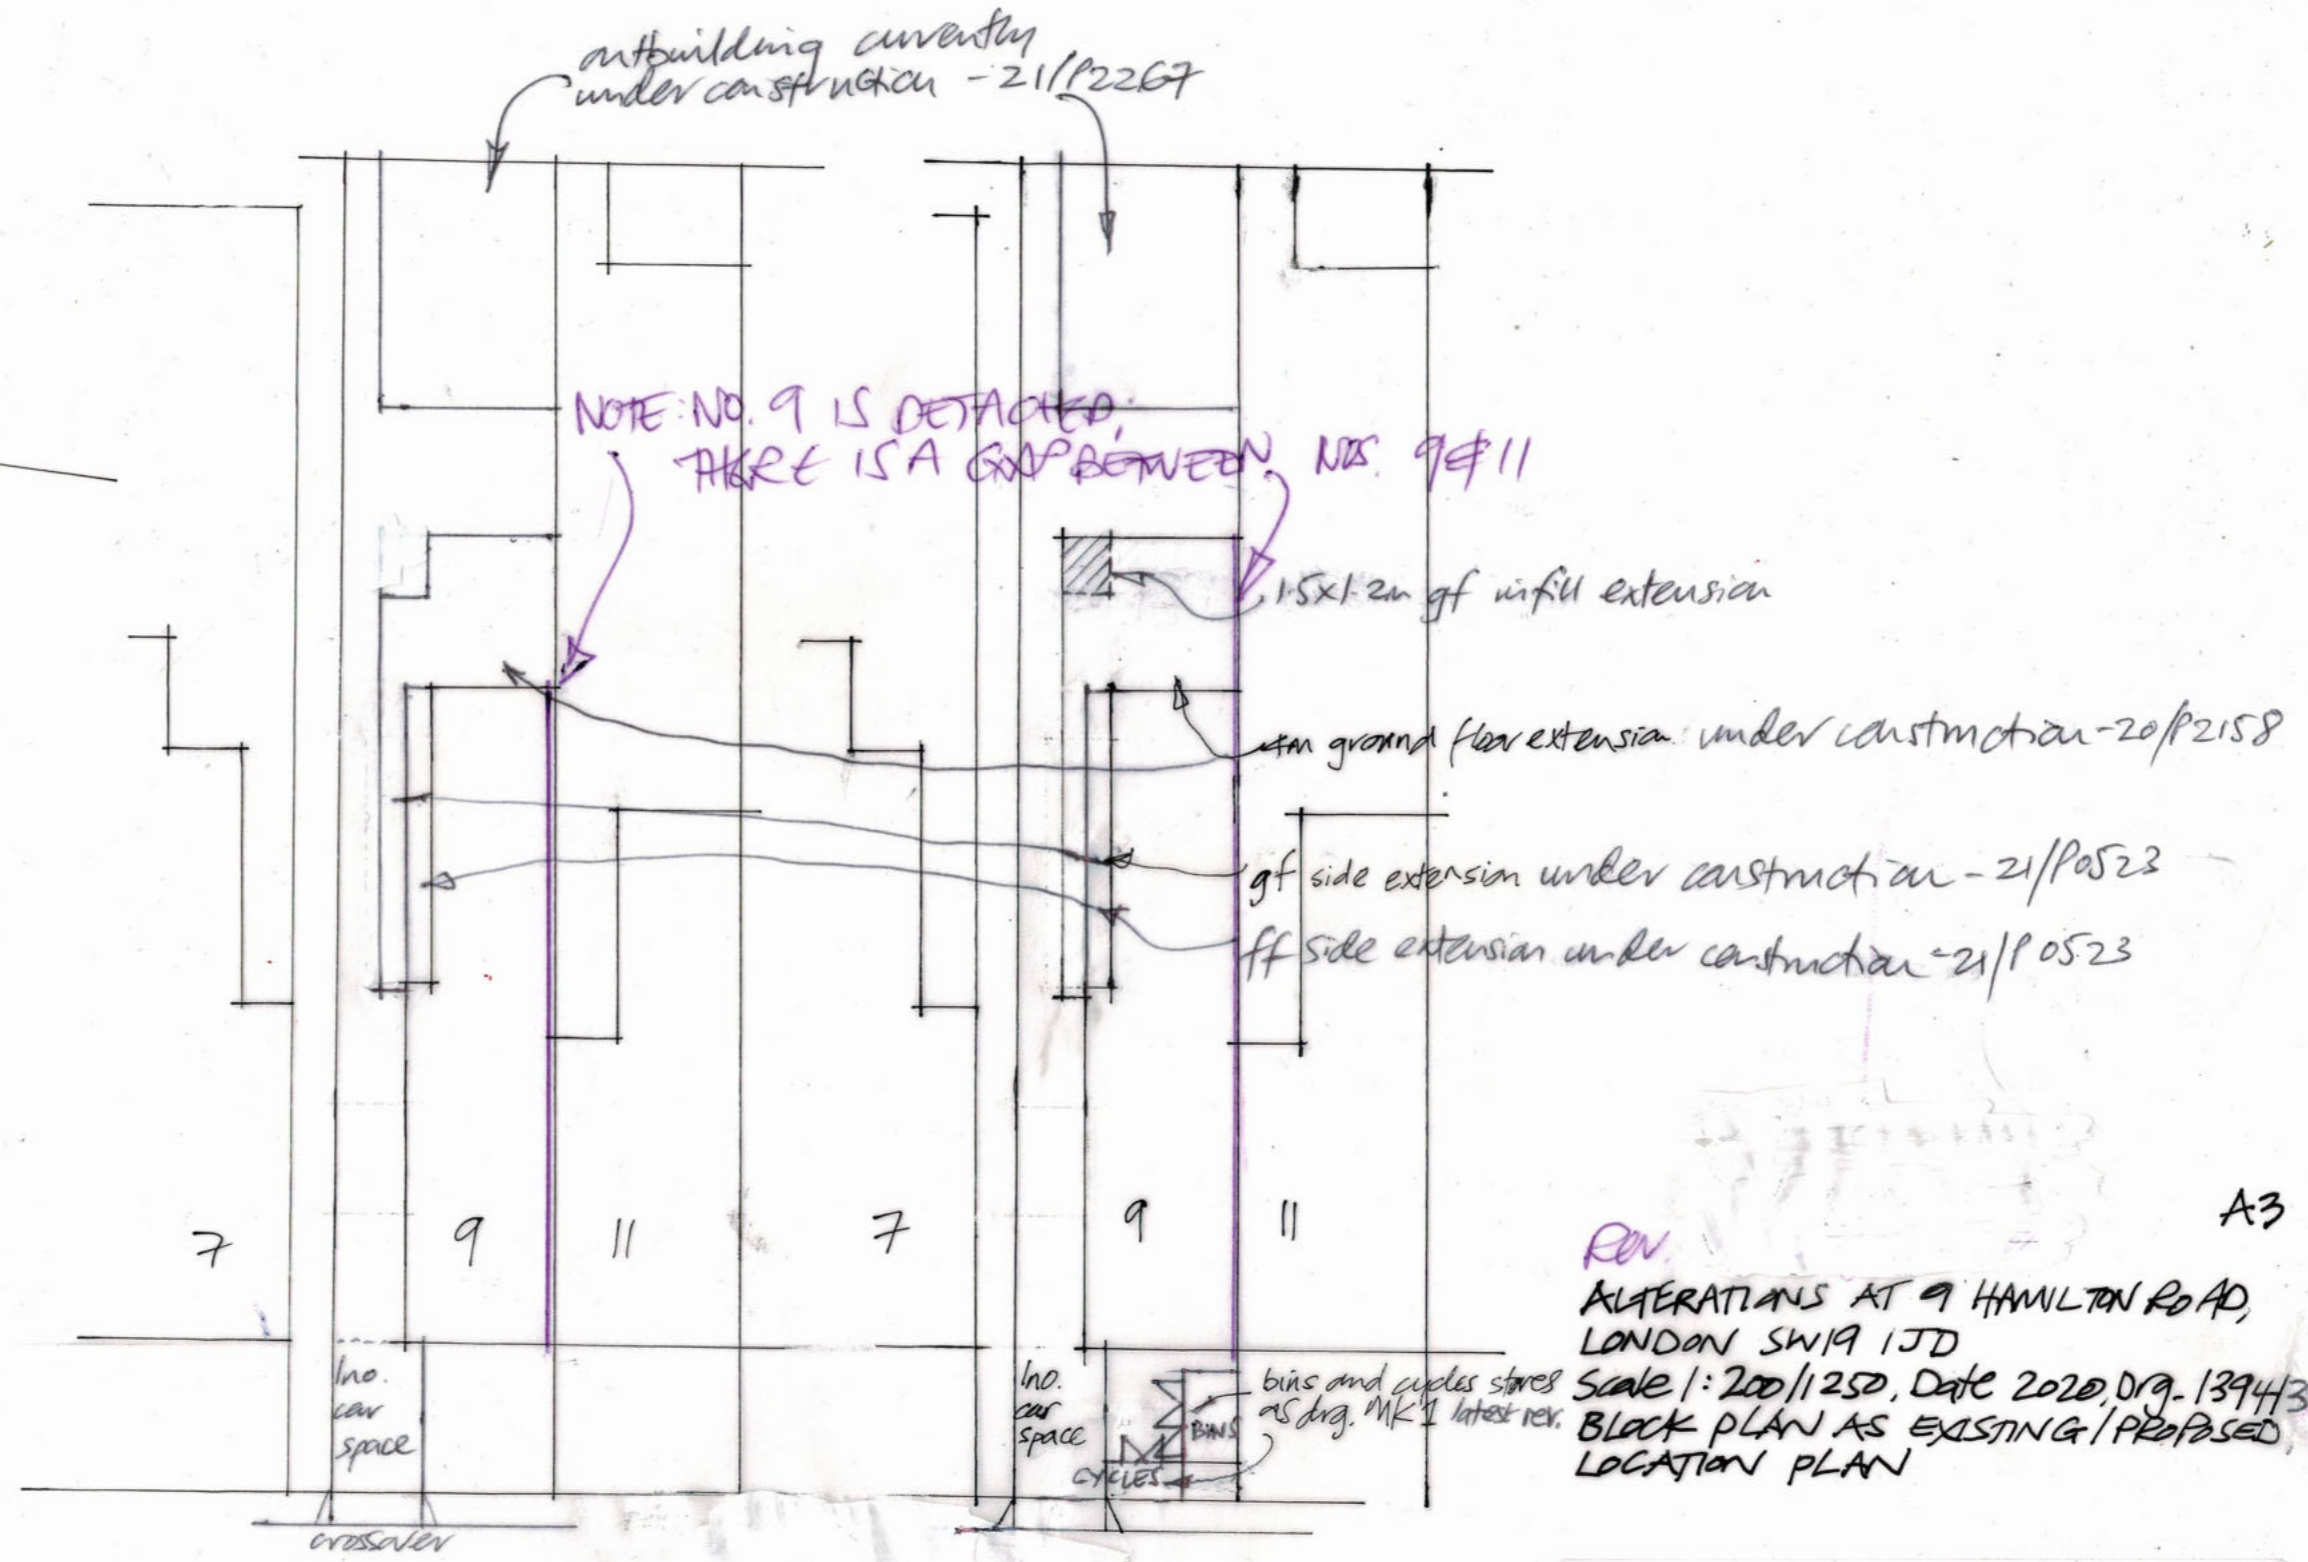 outbuilding currently
under construction - 21/P2267
NOTE: NO. 9 IS DETACHED;
THERE IS A GAP BETWEEN NOS. 9 & 11
1.5x1.2m gf infill extension
4m ground floor extension under construction - 20/P2158
gf side extension under construction - 21/P0523
ff side extension under construction - 21/P0523
7
9
11
7
9
11
1no.
car
space
1no.
car
space
BINS
CYCLES
bins and cycles stores
as drg. MK1 latest rev.
crossover
A3
Rev.
ALTERATIONS AT 9 HAMILTON ROAD,
LONDON SW19 1JD
Scale 1:200/1250, Date 2020, Drg. 1394/3
BLOCK PLAN AS EXISTING/PROPOSED,
LOCATION PLAN